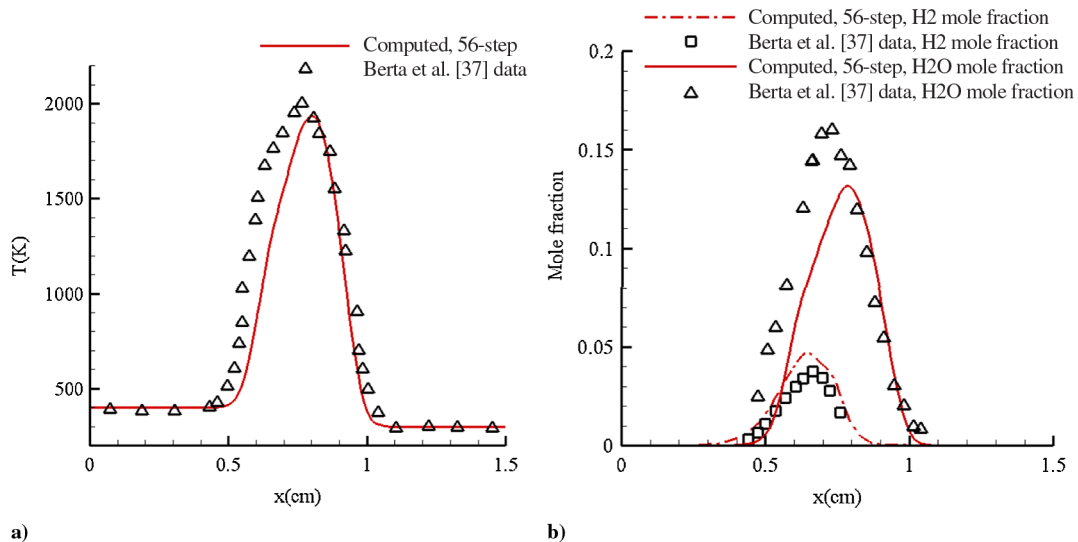 Computed, 56-step
Berta et al. [37] data
2000
1500
1000
500
T(K)
0
0.5
1
1.5
x(cm)
a)
Computed, 56-step, H2 mole fraction
Berta et al. [37] data, H2 mole fraction
Computed, 56-step, H2O mole fraction
Berta et al. [37] data, H2O mole fraction
0.2
0.15
0.1
0.05
0
Mole fraction
0
0.5
1
1.5
x(cm)
b)